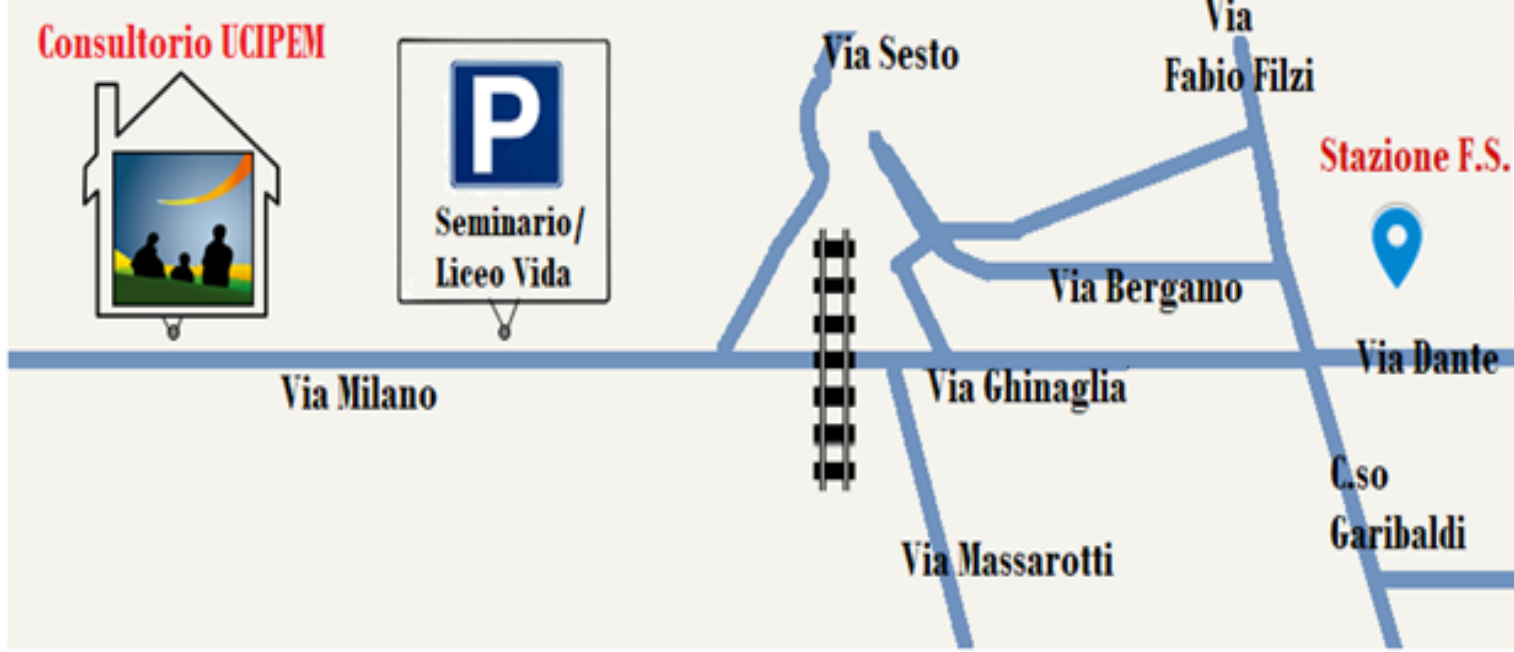 Consultorio UCIPEM
P
Seminario/
Liceo Vida
Via Sesto
Via
Fabio Filzi
Stazione F.S.
Via Bergamo
Via Dante
Via Milano
Via Ghinaglia
C.so
Garibaldi
Via Massarotti